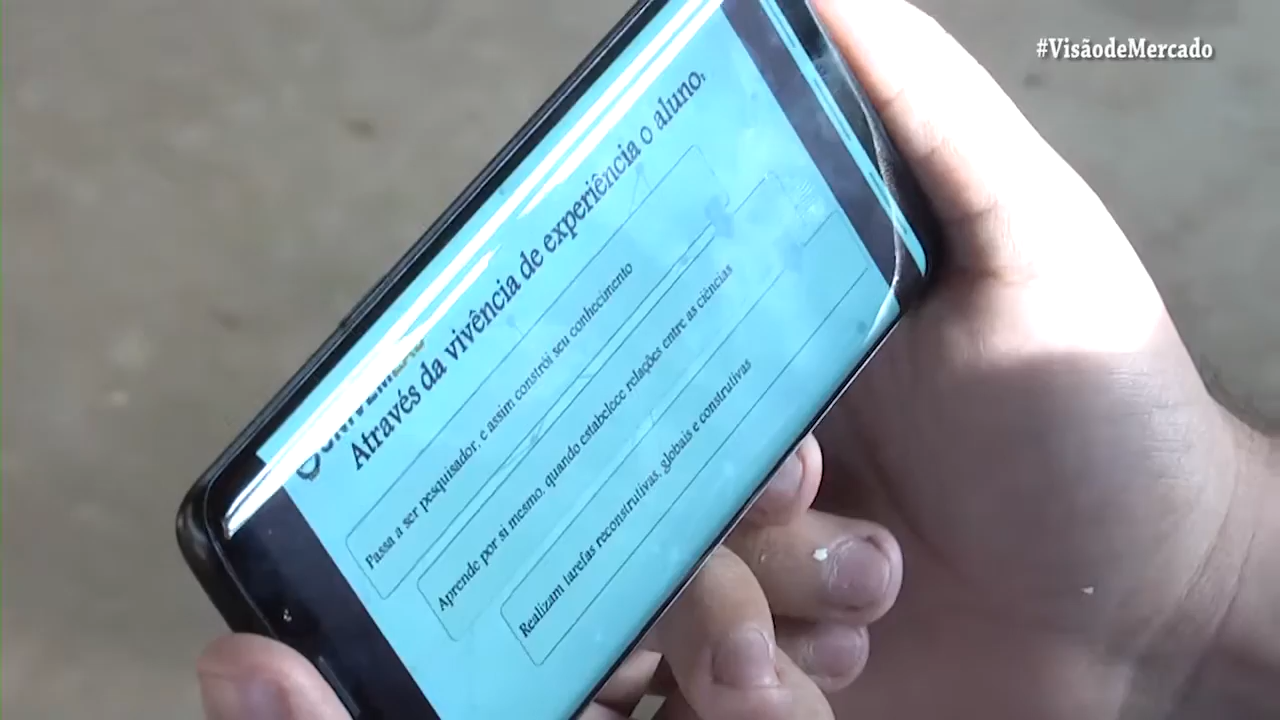 #VisãodeMercado
Através da vivência de experiência o aluno:
Passa a ser pesquisador, e assim constrói seu conhecimento
Aprende por si mesmo, quando estabelece relações entre as ciências
Realizam tarefas reconstrutivas, globais e construtivas